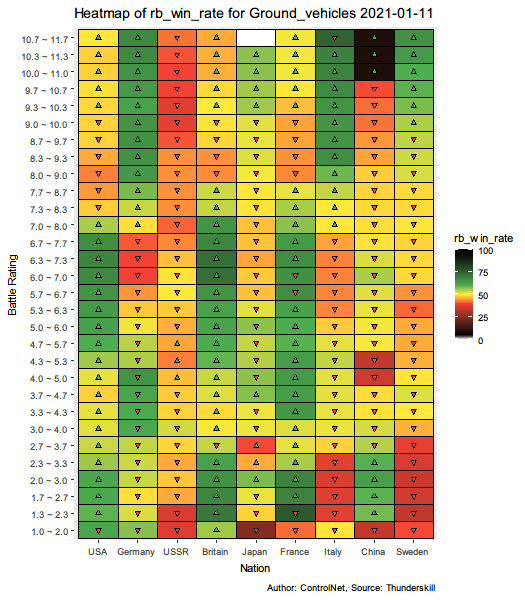 Heatmap of rb_win_rate for Ground_vehicles 2021-01-11
Battle Rating
10.7 ~ 11.7
10.3 ~ 11.3
10.0 ~ 11.0
9.7 ~ 10.7
9.3 ~ 10.3
9.0 ~ 10.0
8.7 ~ 9.7
8.3 ~ 9.3
8.0 ~ 9.0
7.7 ~ 8.7
7.3 ~ 8.3
7.0 ~ 8.0
6.7 ~ 7.7
6.3 ~ 7.3
6.0 ~ 7.0
5.7 ~ 6.7
5.3 ~ 6.3
5.0 ~ 6.0
4.7 ~ 5.7
4.3 ~ 5.3
4.0 ~ 5.0
3.7 ~ 4.7
3.3 ~ 4.3
3.0 ~ 4.0
2.7 ~ 3.7
2.3 ~ 3.3
2.0 ~ 3.0
1.7 ~ 2.7
1.3 ~ 2.3
1.0 ~ 2.0
USA Germany USSR Britain Japan France Italy China Sweden
Nation
rb_win_rate
100
75
50
25
0
Author: ControlNet, Source: Thunderskill